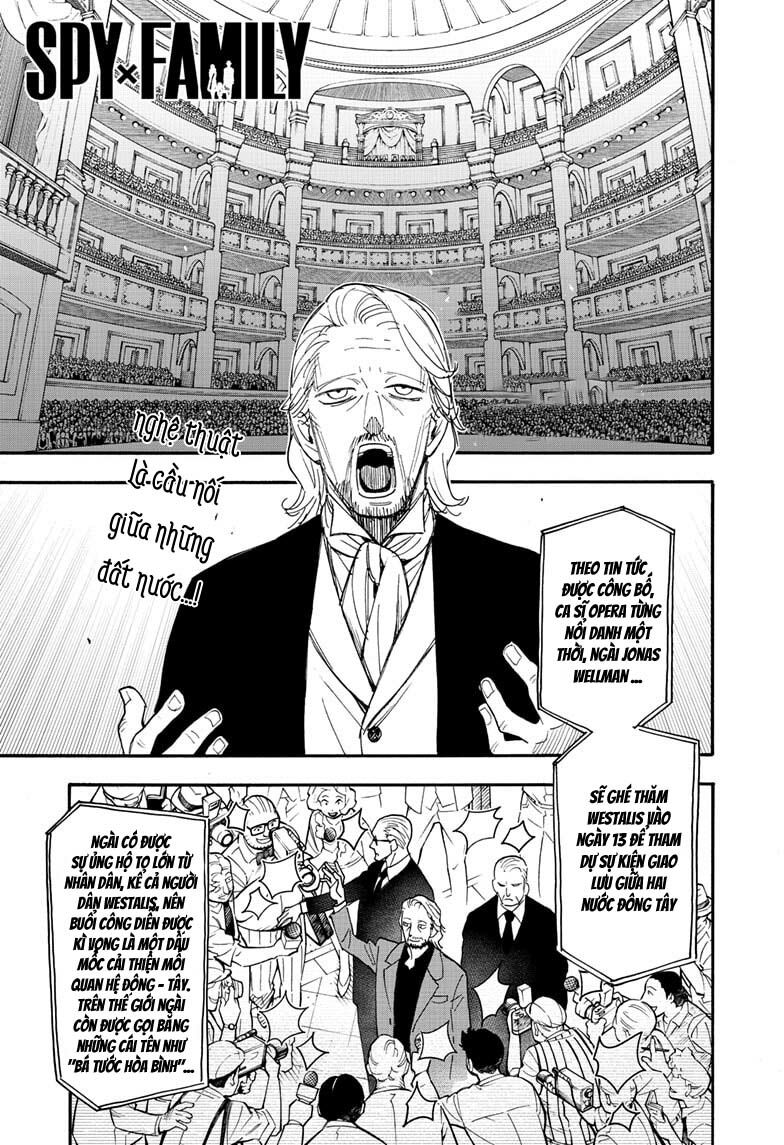 SPY×FAMILY
nghệ thuật
là cầu nối
giữa những
đất nước....!
THEO TIN TỨC
ĐƯỢC CÔNG BỐ,
CA SĨ OPERA TỪNG
NỔI DANH MỘT
THỜI, NGÀI JONAS
WELLMAN ...
SẼ GHÉ THĂM
WESTALIS VÀO
NGÀY 13 ĐỂ THAM
DỰ SỰ KIỆN GIAO
LƯU GIỮA HAI
NƯỚC ĐÔNG TÂY
NGÀI CÓ ĐƯỢC
SỰ ỦNG HỘ TO LỚN TỪ
NHÂN DÂN, KỂ CẢ NGƯỜI
DÂN WESTALIS, NÊN
BUỔI CÔNG DIỄN ĐƯỢC
KÌ VỌNG LÀ MỘT DẤU
MỐC CẢI THIỆN MỐI
QUAN HỆ ĐÔNG - TÂY.
TRÊN THẾ GIỚI NGÀI
CÒN ĐƯỢC GỌI BẰNG
NHỮNG CÁI TÊN NHƯ
"BÁ TƯỚC HÒA BÌNH"...